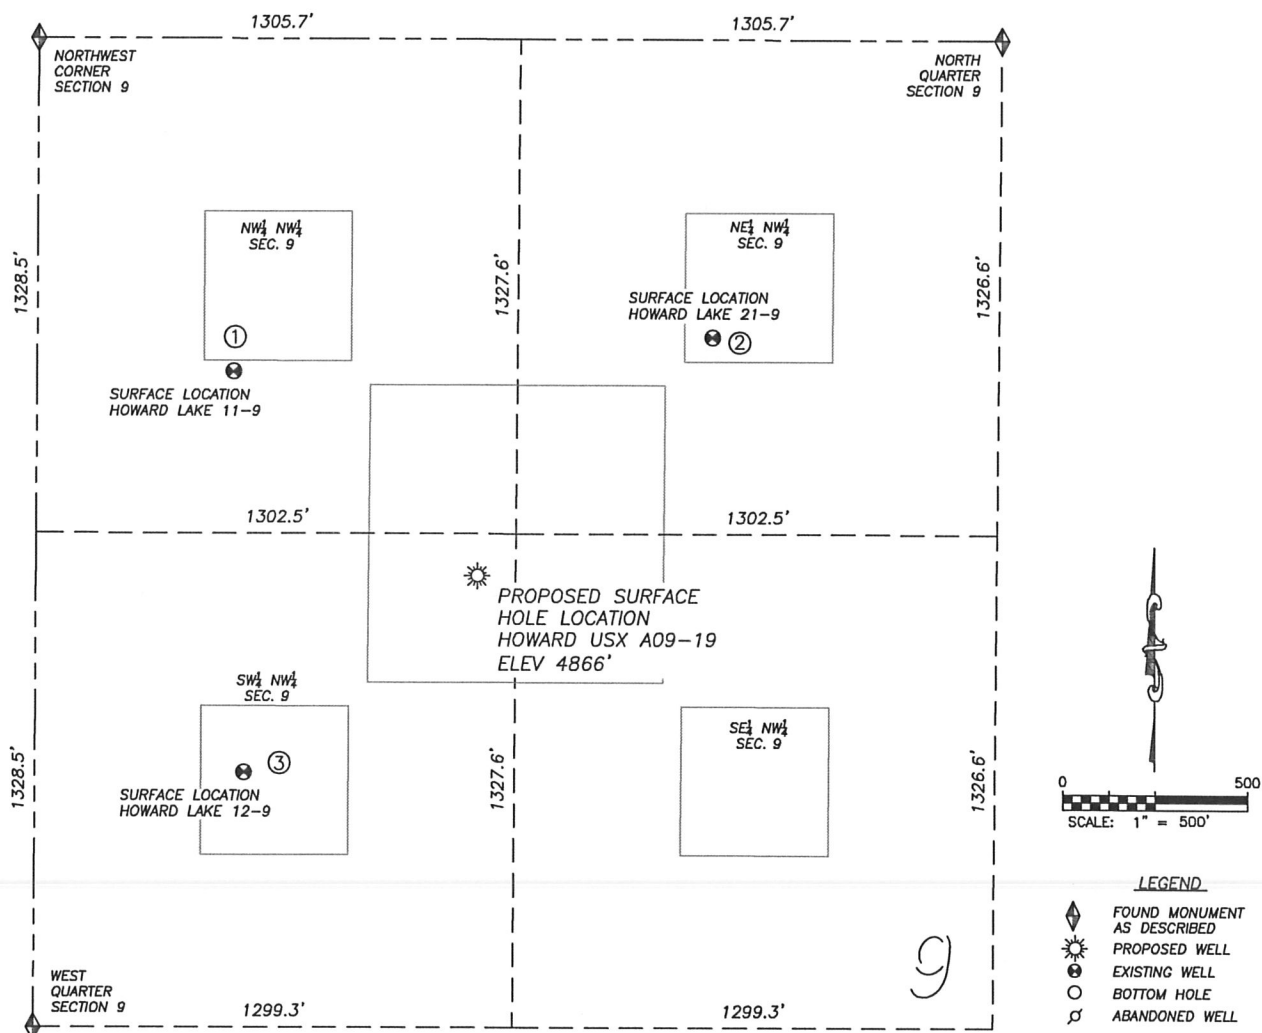 1305.7'
1305.7'
NORTHWEST
CORNER
SECTION 9
NORTH
QUARTER
SECTION 9
NW¼ NW¼
SEC. 9
NE¼ NW¼
SEC. 9
1328.5'
1327.6'
1326.6'
SURFACE LOCATION
HOWARD LAKE 21-9
1
2
SURFACE LOCATION
HOWARD LAKE 11-9
1302.5'
1302.5'
PROPOSED SURFACE
HOLE LOCATION
HOWARD USX A09-19
ELEV 4866'
SW¼ NW¼
SEC. 9
SE¼ NW¼
SEC. 9
1328.5'
1327.6'
1326.6'
3
SURFACE LOCATION
HOWARD LAKE 12-9
0 500
SCALE: 1" = 500'
LEGEND
FOUND MONUMENT
AS DESCRIBED
PROPOSED WELL
EXISTING WELL
BOTTOM HOLE
ABANDONED WELL
9
WEST
QUARTER
SECTION 9
1299.3'
1299.3'